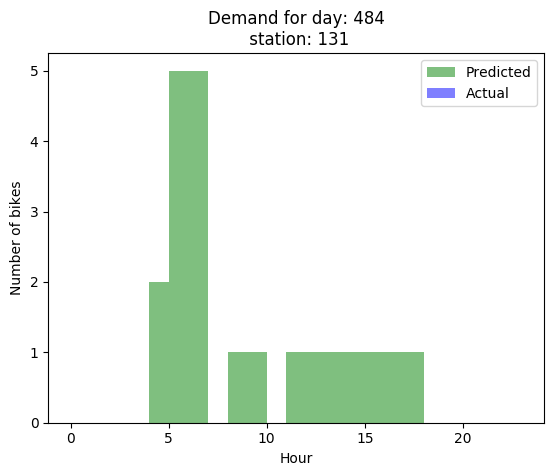 Demand for day: 484
station: 131
Predicted
Actual
Number of bikes
5
4
3
2
1
0
0
5
10
15
20
Hour